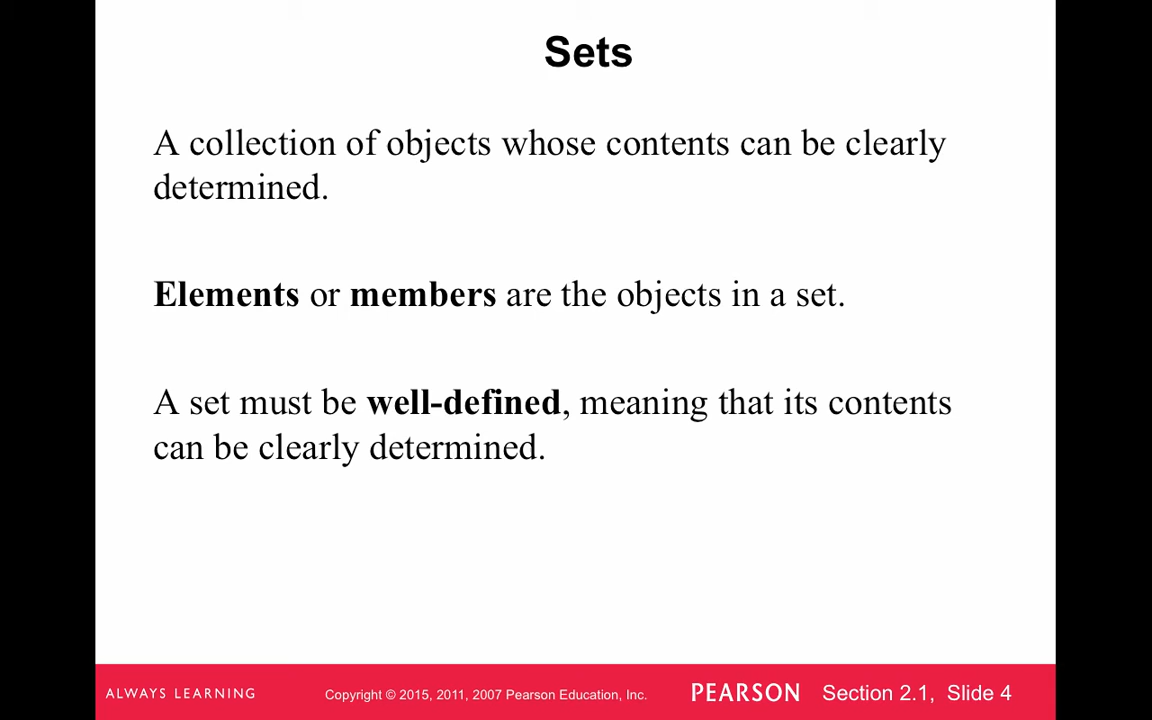 Sets
A collection of objects whose contents can be clearly
determined.
Elements or members are the objects in a set.
A set must be well-defined, meaning that its contents
can be clearly determined.
ALWAYS LEARNING Copyright © 2015, 2011, 2007 Pearson Education, Inc. PEARSON Section 2.1, Slide 4